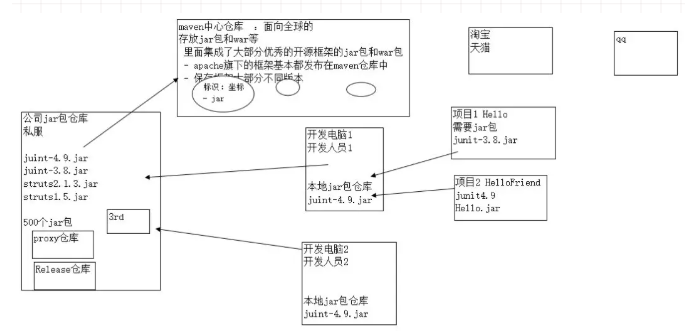 maven中心仓库 ：面向全球的
存放jar包和war等
里面集成了大部分优秀的开源框架的jar包和war包
- apache旗下的框架基本都发布在maven仓库中
- 保存框架大部分不同版本
标识：坐标
- jar
淘宝
天猫
qq
公司jar包仓库
私服
juint-4.9.jar
juint-3.8.jar
struts2.1.3.jar
struts1.5.jar
500个jar包
3rd
proxy仓库
Release仓库
开发电脑1
开发人员1
本地jar包仓库
juint-4.9.jar
项目1 Hello
需要jar包
junit-3.8.jar
项目2 HelloFriend
junit4.9
Hello.jar
开发电脑2
开发人员2
本地jar包仓库
juint-4.9.jar